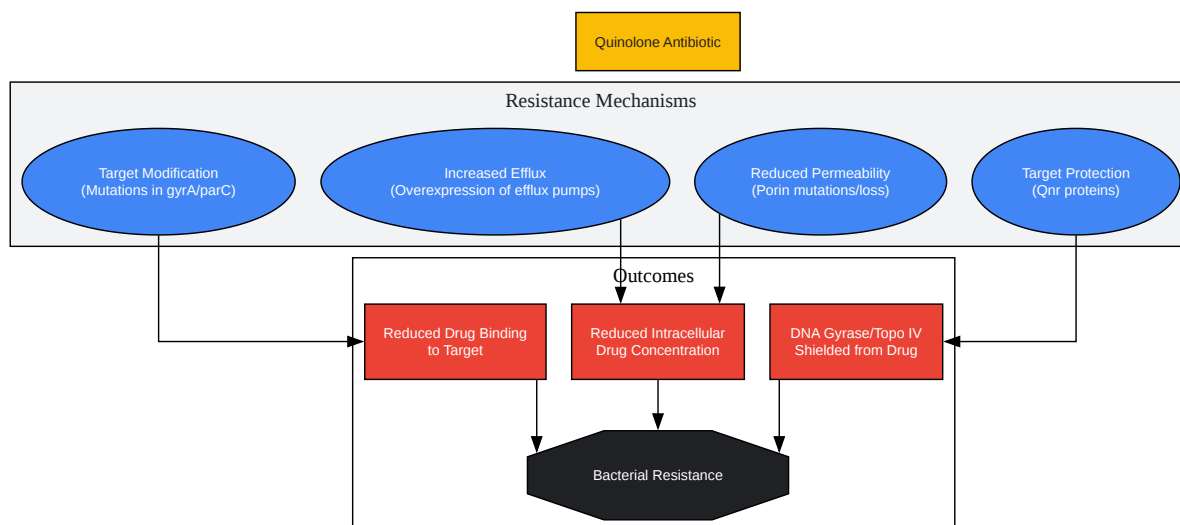 Quinolone Antibiotic
Resistance Mechanisms
Target Modification
(Mutations in gyrA/parC)
Increased Efflux
(Overexpression of efflux pumps)
Reduced Permeability
(Porin mutations/loss)
Target Protection
(Qnr proteins)
Outcomes
Reduced Drug Binding
to Target
Reduced Intracellular
Drug Concentration
DNA Gyrase/Topo IV
Shielded from Drug
Bacterial Resistance